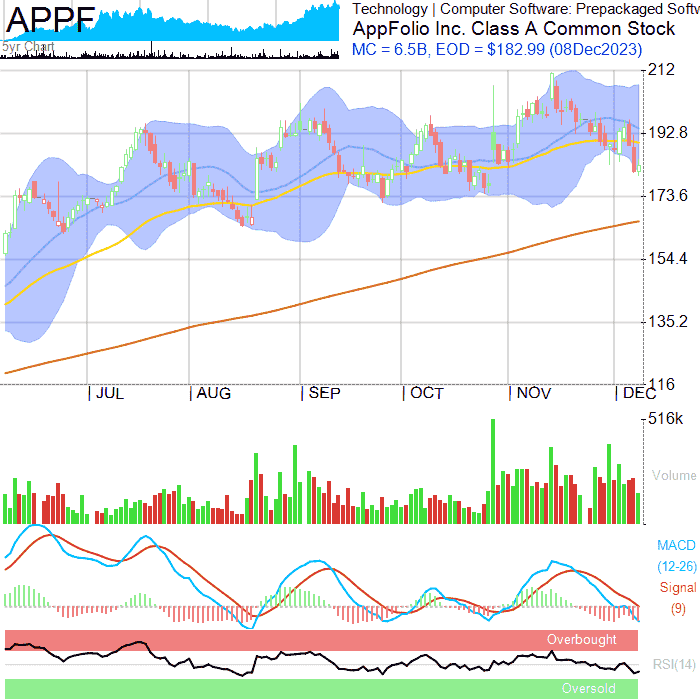 APPF
5yr Chart
Technology | Computer Software: Prepackaged Softw
AppFolio Inc. Class A Common Stock
MC = 6.5B, EOD = $182.99 (08Dec2023)
212
192.8
173.6
154.4
135.2
116
JUL AUG SEP OCT NOV DEC
516k
Volume
MACD
(12-26)
Signal
(9)
Overbought
RSI(14)
Oversold